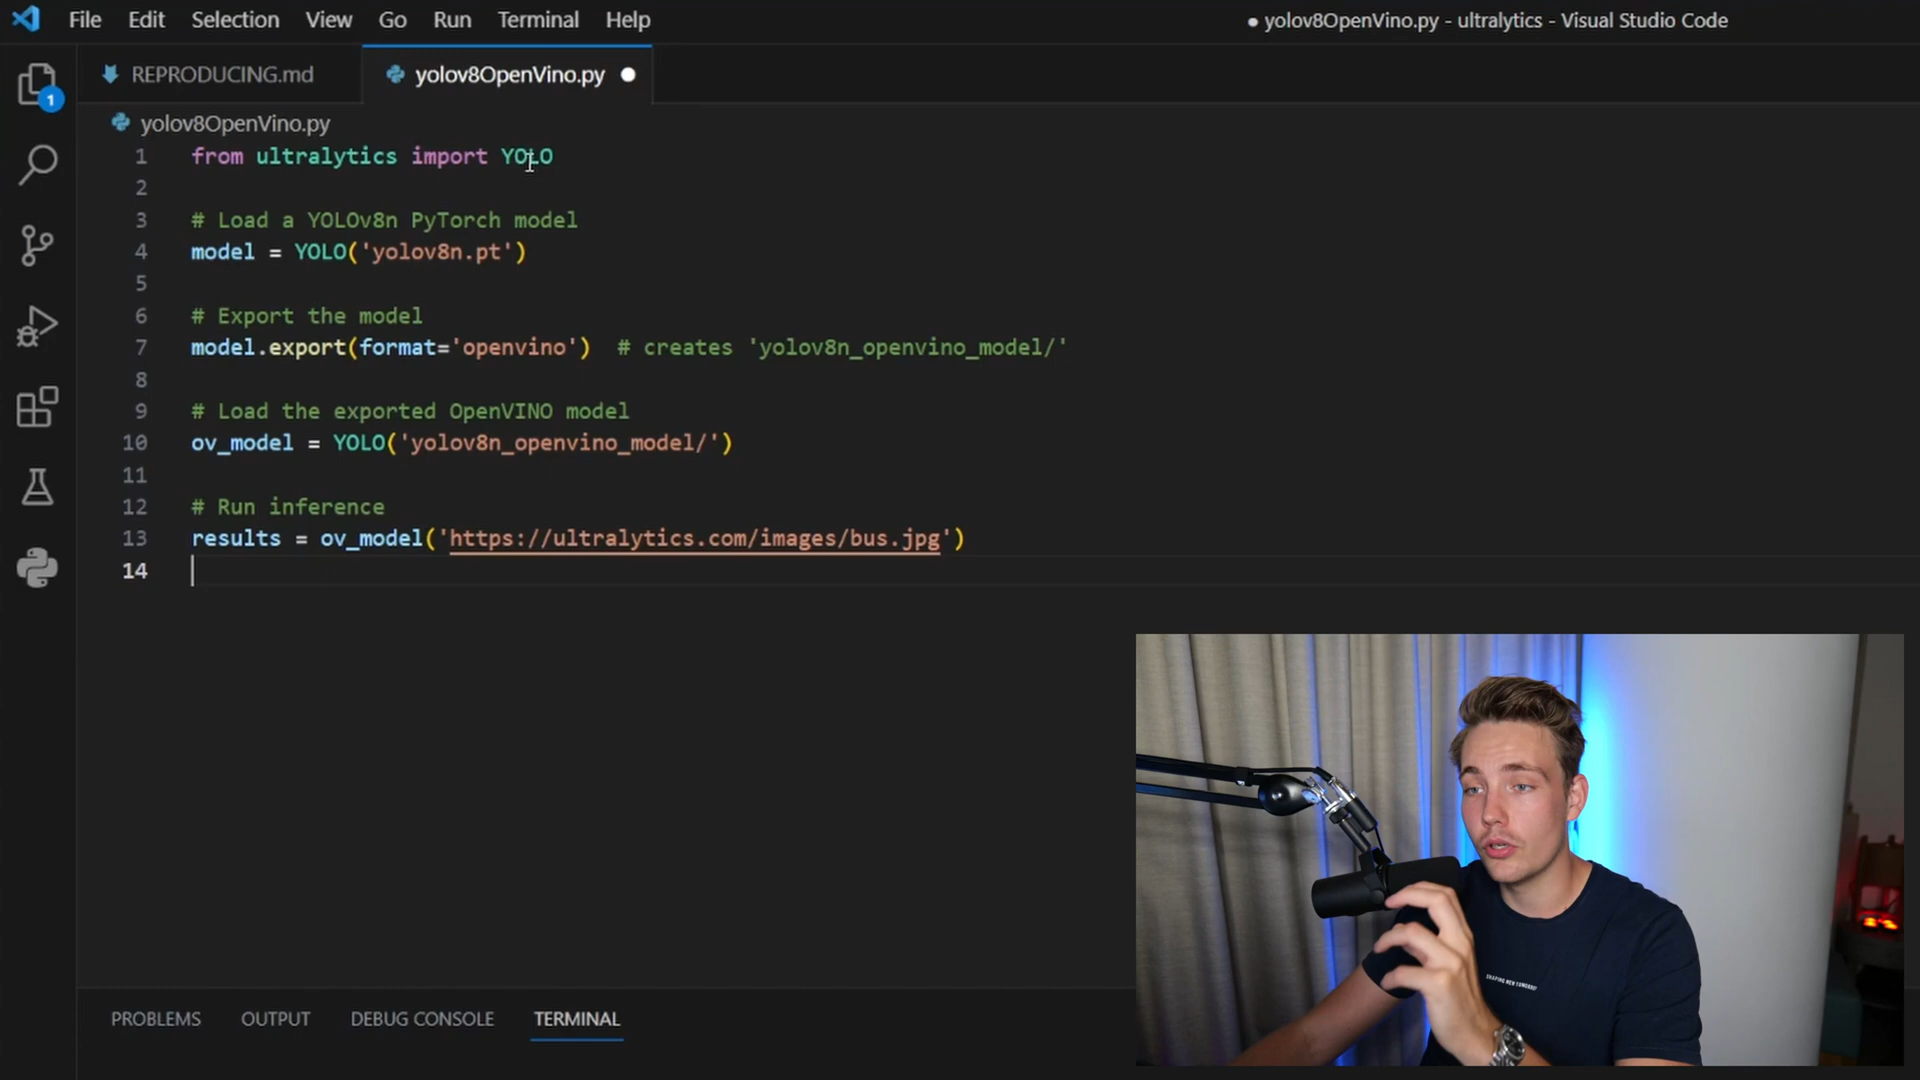 File Edit Selection View Go Run Terminal Help
● yolov8OpenVino.py - ultralytics - Visual Studio Code
REPRODUCING.md
yolov8OpenVino.py ●
1
yolov8OpenVino.py
1 from ultralytics import YOLO
2
3 # Load a YOLOv8n PyTorch model
4 model = YOLO('yolov8n.pt')
5
6 # Export the model
7 model.export(format='openvino')  # creates 'yolov8n_openvino_model/'
8
9 # Load the exported OpenVINO model
10 ov_model = YOLO('yolov8n_openvino_model/')
11
12 # Run inference
13 results = ov_model('https://ultralytics.com/images/bus.jpg')
14
PROBLEMS OUTPUT DEBUG CONSOLE TERMINAL
SHAPING NEW TOMORROW